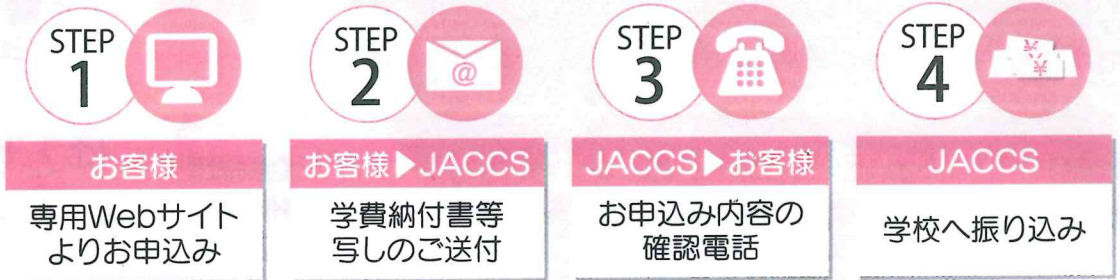 STEP
1
お客様
専用Webサイト
よりお申込み
STEP
2
@
お客様▶JACCS
学費納付書等
写しのご送付
STEP
3
JACCS▶お客様
お申込み内容の
確認電話
STEP
4
JACCS
学校へ振り込み